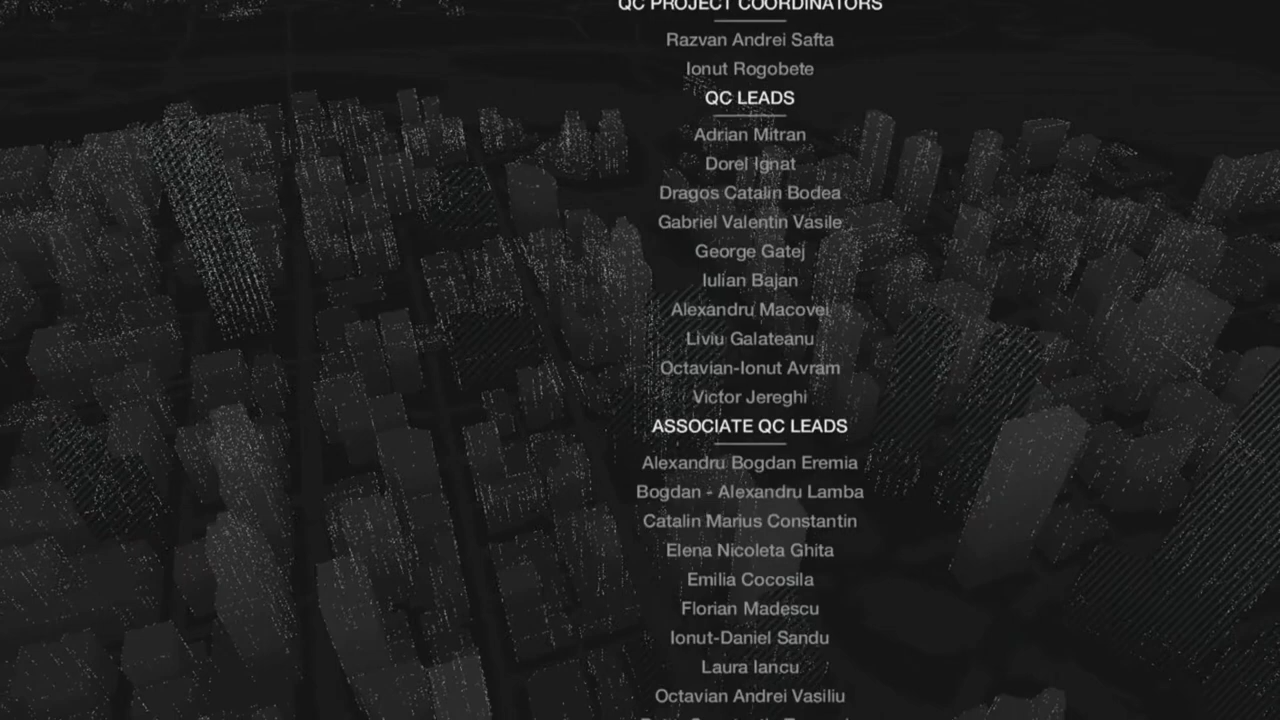 QC PROJECT COORDINATORS
Razvan Andrei Safta
Ionut Rogobete
QC LEADS
Adrian Mitran
Dorel Ignat
Dragos Catalin Bodea
Gabriel Valentin Vasile
George Gatej
Iulian Bajan
Alexandru Macovei
Liviu Galateanu
Octavian-Ionut Avram
Victor Jereghi
ASSOCIATE QC LEADS
Alexandru Bogdan Eremia
Bogdan - Alexandru Lamba
Catalin Marius Constantin
Elena Nicoleta Ghita
Emilia Cocosila
Florian Madescu
Ionut-Daniel Sandu
Laura Iancu
Octavian Andrei Vasiliu